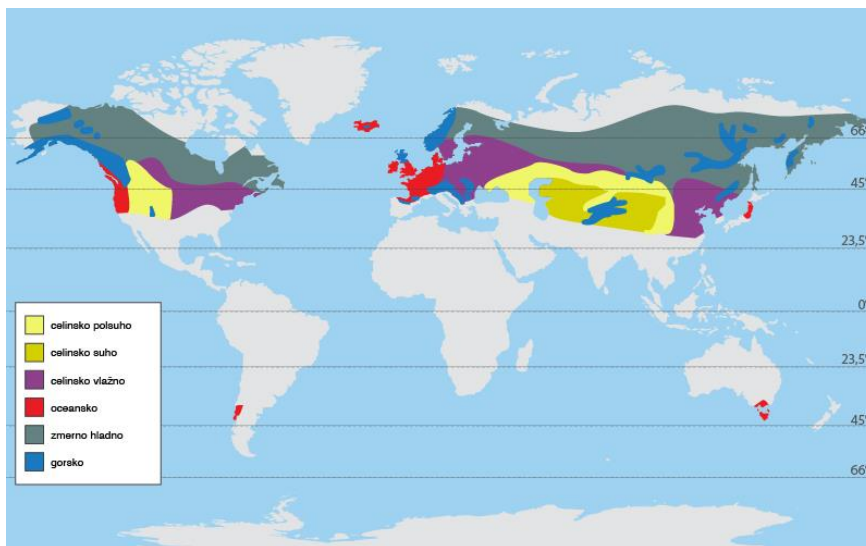 66°
45°
23,5°
0°
23,5°
45°
66°
celinsko polsuho
celinsko suho
celinsko vlažno
oceansko
zmerno hladno
gorsko